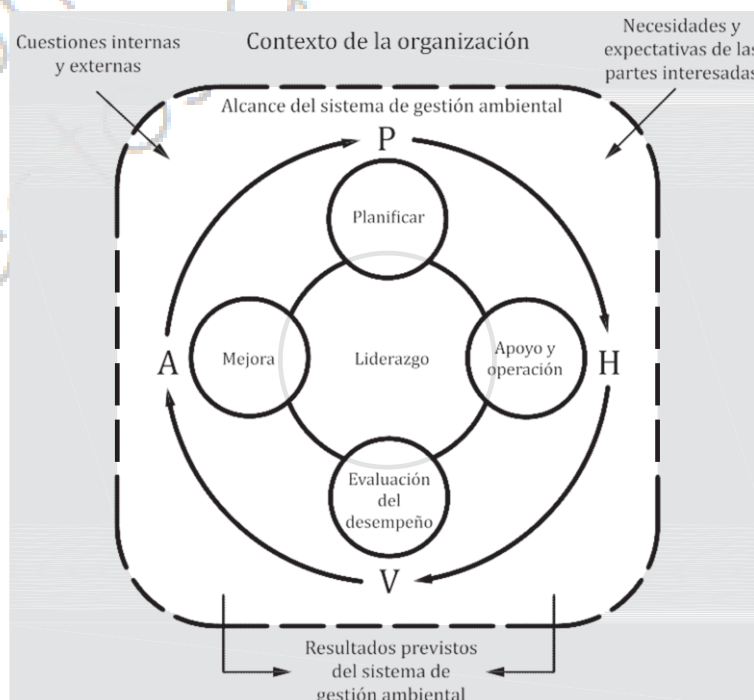 Cuestiones internas
y externas
Contexto de la organización
Necesidades y
expectativas de las
partes interesadas
Alcance del sistema de gestión ambiental
P
Planificar
A
Mejora
Liderazgo
Apoyo y
operación
H
Evaluación
del
desempeño
V
Resultados previstos
del sistema de
gestión ambiental